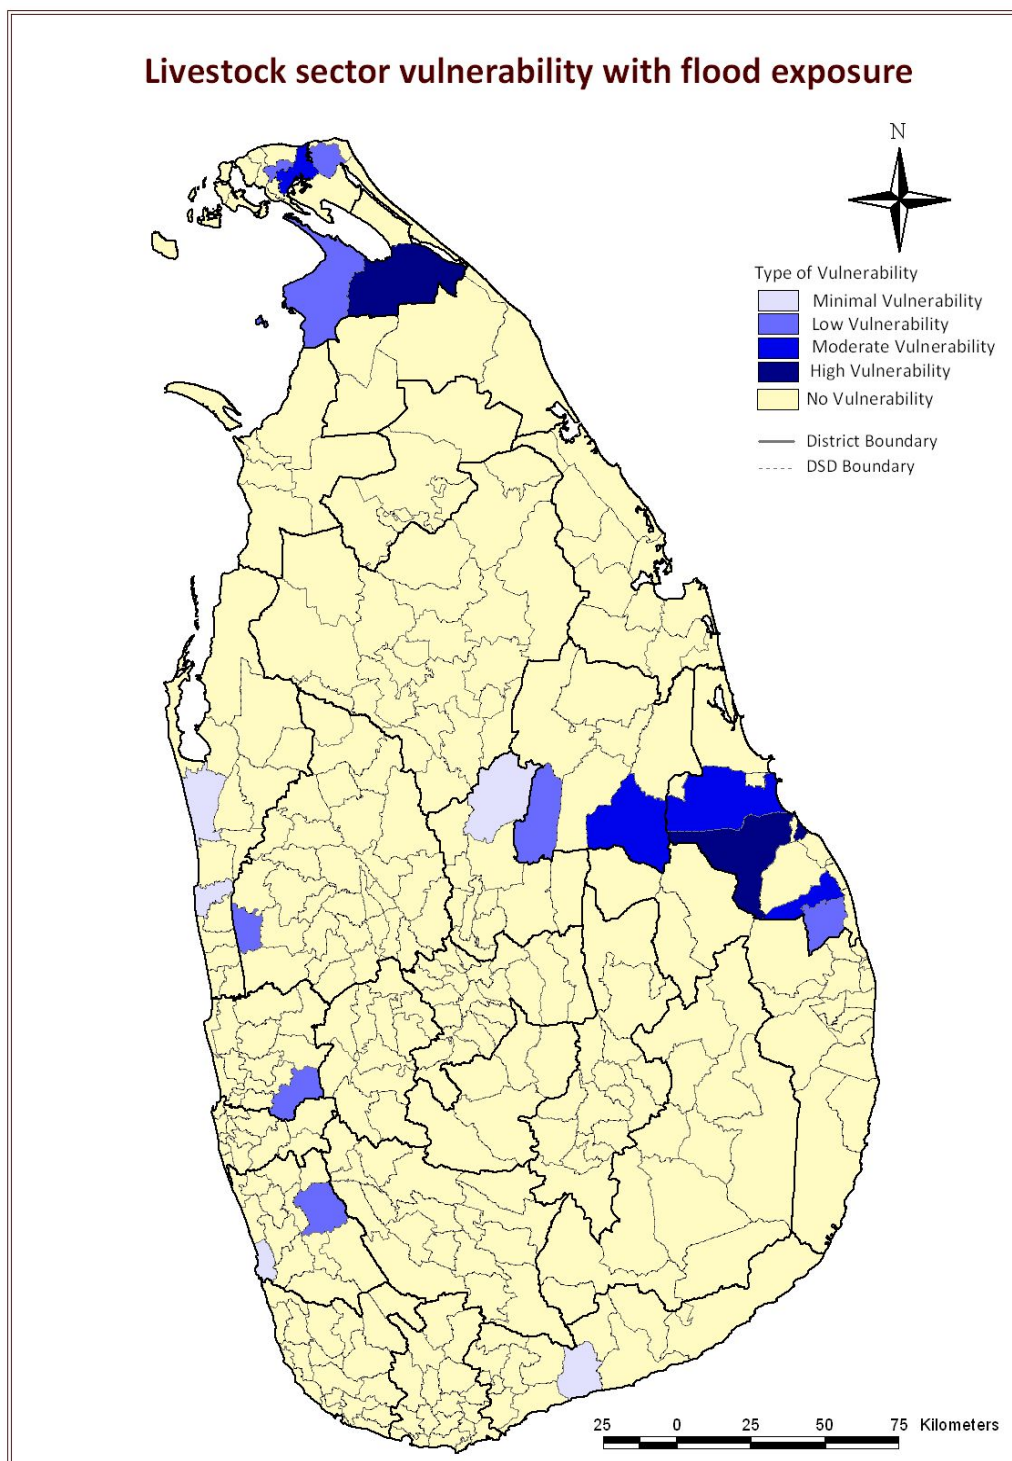 Livestock sector vulnerability with flood exposure
N
Type of Vulnerability
Minimal Vulnerability
Low Vulnerability
Moderate Vulnerability
High Vulnerability
No Vulnerability
District Boundary
DSD Boundary
25 0 25 50 75 Kilometers